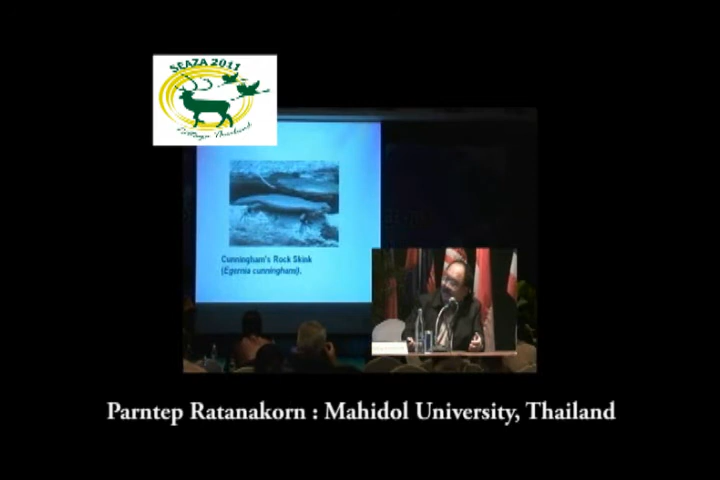 SEAZA 2011
Cunningham's Rock Skink
(Egernia cunninghami).
Parntep Ratanakorn : Mahidol University, Thailand